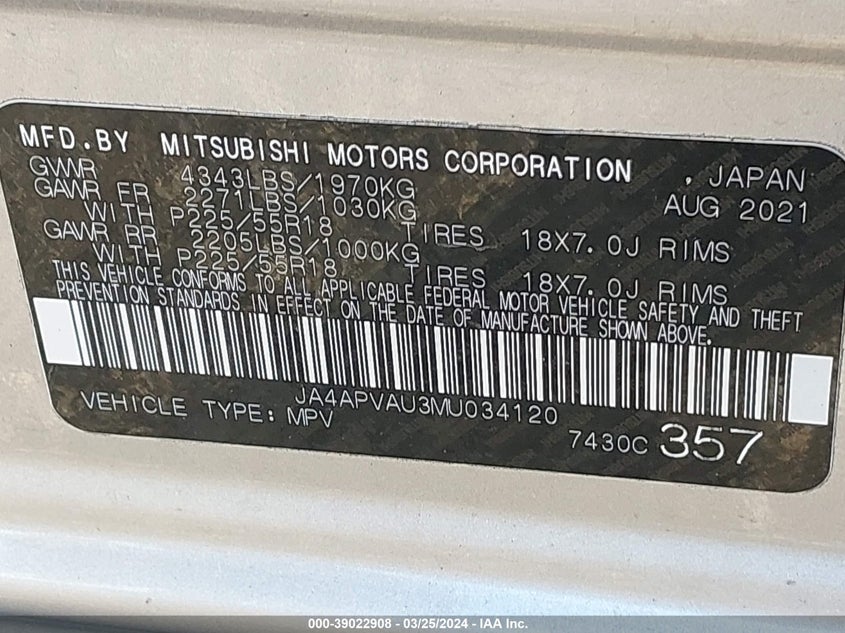 MFD.BY MITSUBISHI MOTORS CORPORATION , JAPAN
GVWR 4343LBS/1970KG AUG 2021
GAWR FR 2271LBS/1030KG
WITH P225/55R18 TIRES 18X7.0J RIMS
GAWR RR 2205LBS/1000KG
WITH P225/55R18 TIRES 18X7.0J RIMS
THIS VEHICLE CONFORMS TO ALL APPLICABLE FEDERAL MOTOR VEHICLE SAFETY AND THEFT
PREVENTION STANDARDS IN EFFECT ON THE DATE OF MANUFACTURE SHOWN ABOVE.
JA4APVAU3MU034120
VEHICLE TYPE: MPV 7430C 357
000-39022908 - 03/25/2024 - IAA Inc.